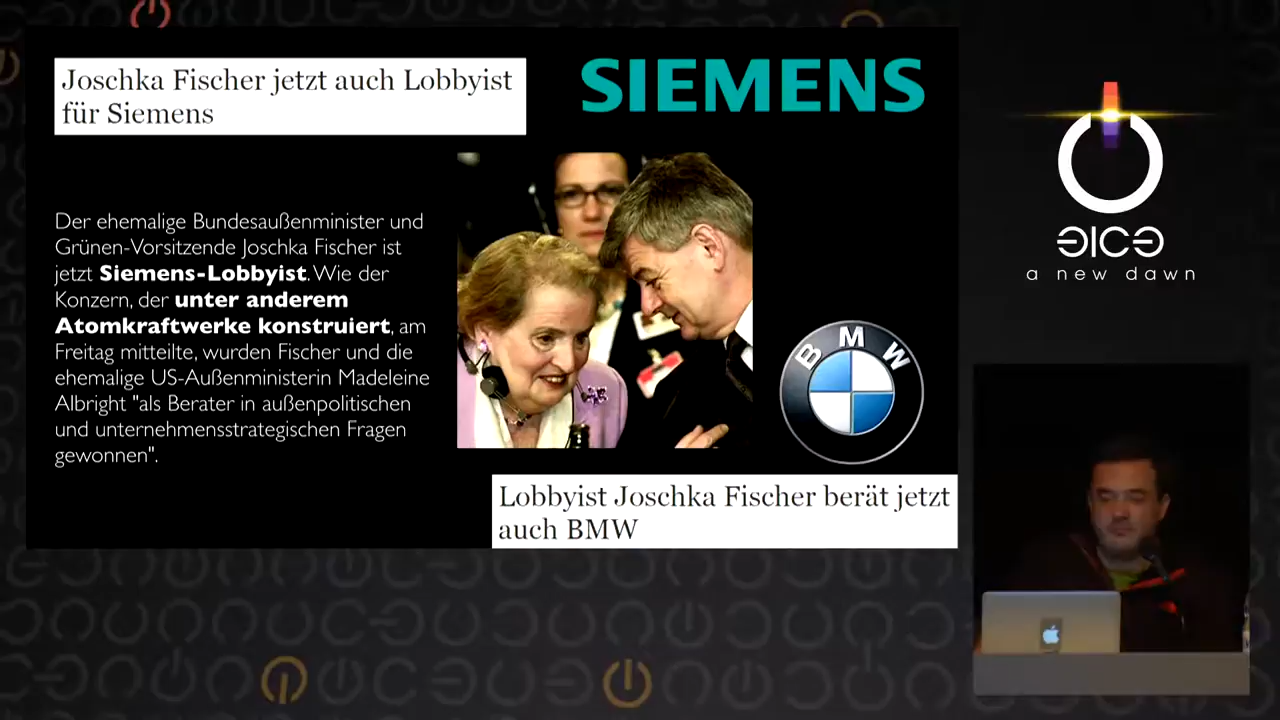 Joschka Fischer jetzt auch Lobbyist
für Siemens
SIEMENS
Der ehemalige Bundesaußenminister und
Grünen-Vorsitzende Joschka Fischer ist
jetzt Siemens-Lobbyist. Wie der
Konzern, der unter anderem
Atomkraftwerke konstruiert, am
Freitag mitteilte, wurden Fischer und die
ehemalige US-Außenministerin Madeleine
Albright "als Berater in außenpolitischen
und unternehmensstrategischen Fragen
gewonnen".
BMW
Lobbyist Joschka Fischer berät jetzt
auch BMW
a new dawn